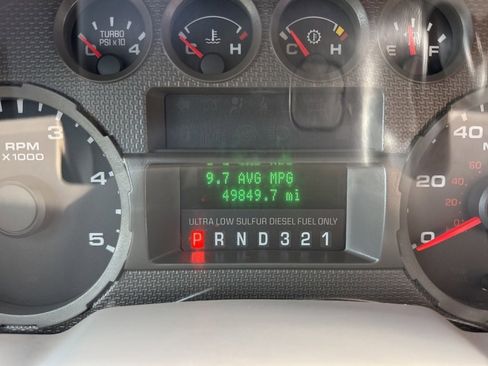 TURBO
PSI x 10
0 4
C H
C H
E F
3
RPM
X1000
4
5
9.7 AVG MPG
49849.7 mi
ULTRA LOW SULFUR DIESEL FUEL ONLY
P R N D 3 2 1
40
20
0
60